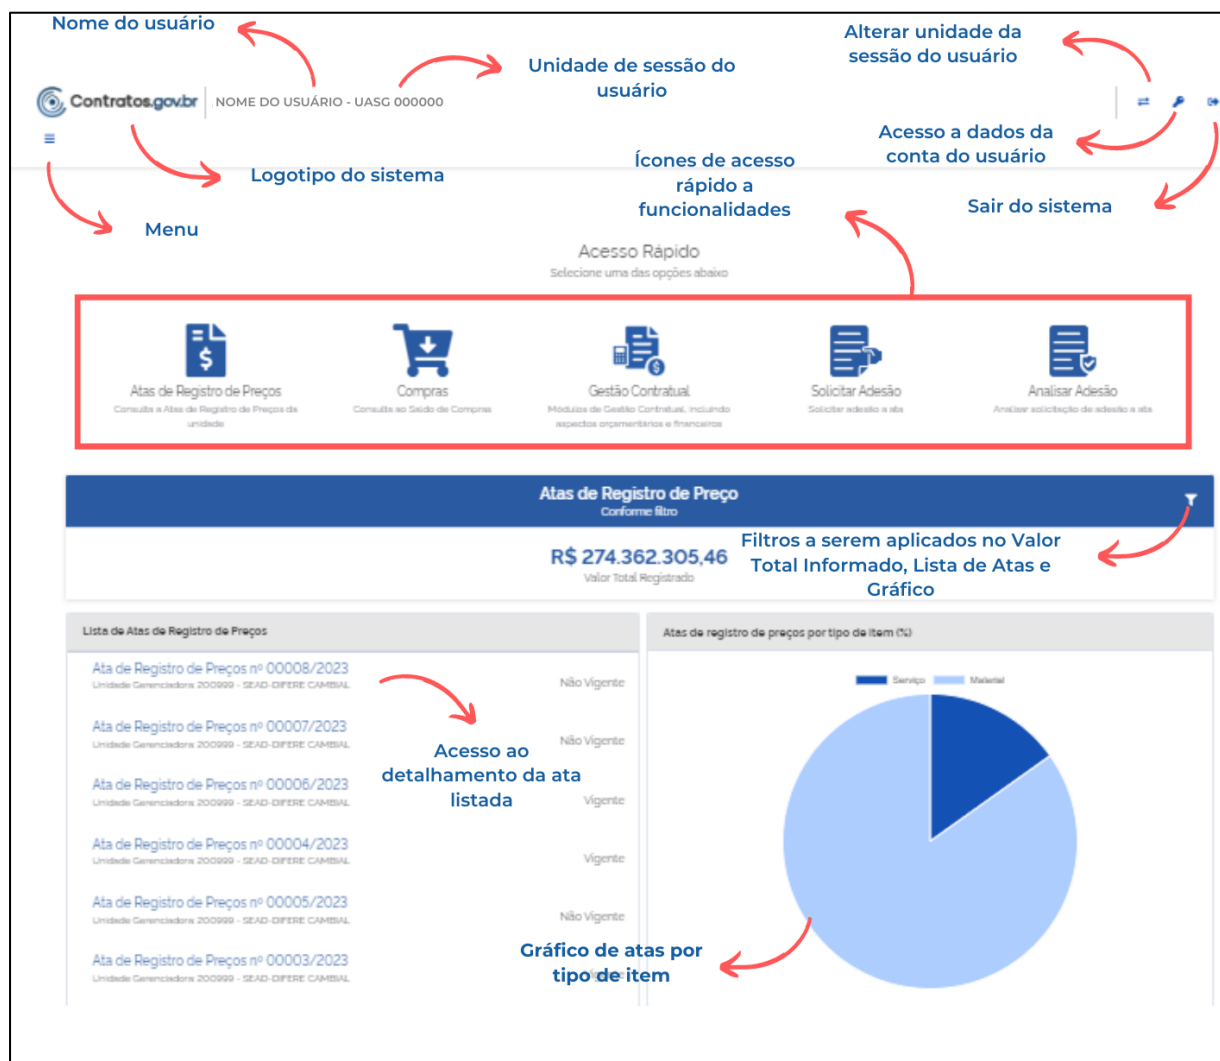 Nome do usuário
Alterar unidade da
sessão do usuário
Unidade de sessão do
usuário
Contratos.gov.br
NOME DO USUÁRIO - UASG 000000
Acesso a dados da
conta do usuário
Ícones de acesso
rápido a
funcionalidades
Logotipo do sistema
Sair do sistema
Menu
Acesso Rápido
Selecione uma das opções abaixo
Atas de Registro de Preços
Consulta a Atas de Registro de Preços da
unidade
Compras
Consulta ao Saldo de Compras
Gestão Contratual
Módulos de Gestão Contratual, incluindo
aspectos orçamentários e financeiros
Solicitar Adesão
Solicitar adesão a ata
Analisar Adesão
Analisar solicitação de adesão a ata
Atas de Registro de Preço
Conforme filtro
R$ 274.362.305,46
Valor Total Registrado
Filtros a serem aplicados no Valor
Total Informado, Lista de Atas e
Gráfico
Lista de Atas de Registro de Preços
Ata de Registro de Preços nº 00008/2023
Unidade Gerenciadora 200999 - SEAD-DIFERE CAMBIAL
Não Vigente
Ata de Registro de Preços nº 00007/2023
Unidade Gerenciadora 200999 - SEAD-DIFERE CAMBIAL
Não Vigente
Acesso ao
detalhamento da ata
listada
Ata de Registro de Preços nº 00006/2023
Unidade Gerenciadora 200999 - SEAD-DIFERE CAMBIAL
Vigente
Ata de Registro de Preços nº 00004/2023
Unidade Gerenciadora 200999 - SEAD-DIFERE CAMBIAL
Vigente
Ata de Registro de Preços nº 00005/2023
Unidade Gerenciadora 200999 - SEAD-DIFERE CAMBIAL
Não Vigente
Ata de Registro de Preços nº 00003/2023
Unidade Gerenciadora 200999 - SEAD-DIFERE CAMBIAL
Vigente
Atas de registro de preços por tipo de item (%)
Serviço
Material
Gráfico de atas por
tipo de item